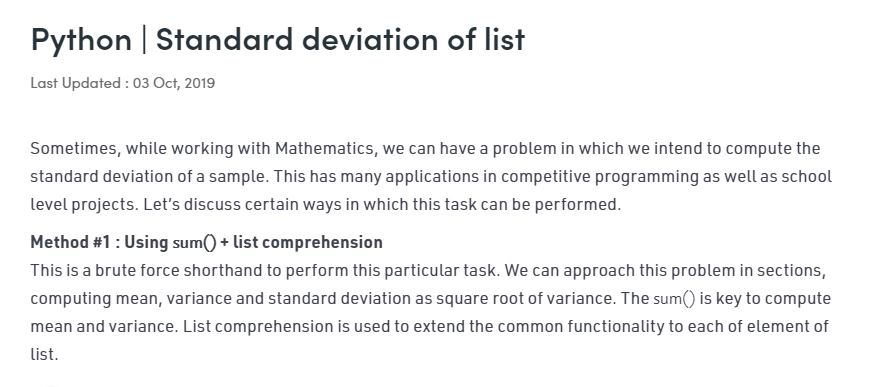 Python | Standard deviation of list
Last Updated : 03 Oct, 2019
Sometimes, while working with Mathematics, we can have a problem in which we intend to compute the
standard deviation of a sample. This has many applications in competitive programming as well as school
level projects. Let’s discuss certain ways in which this task can be performed.
Method #1 : Using sum() + list comprehension
This is a brute force shorthand to perform this particular task. We can approach this problem in sections,
computing mean, variance and standard deviation as square root of variance. The sum() is key to compute
mean and variance. List comprehension is used to extend the common functionality to each of element of
list.